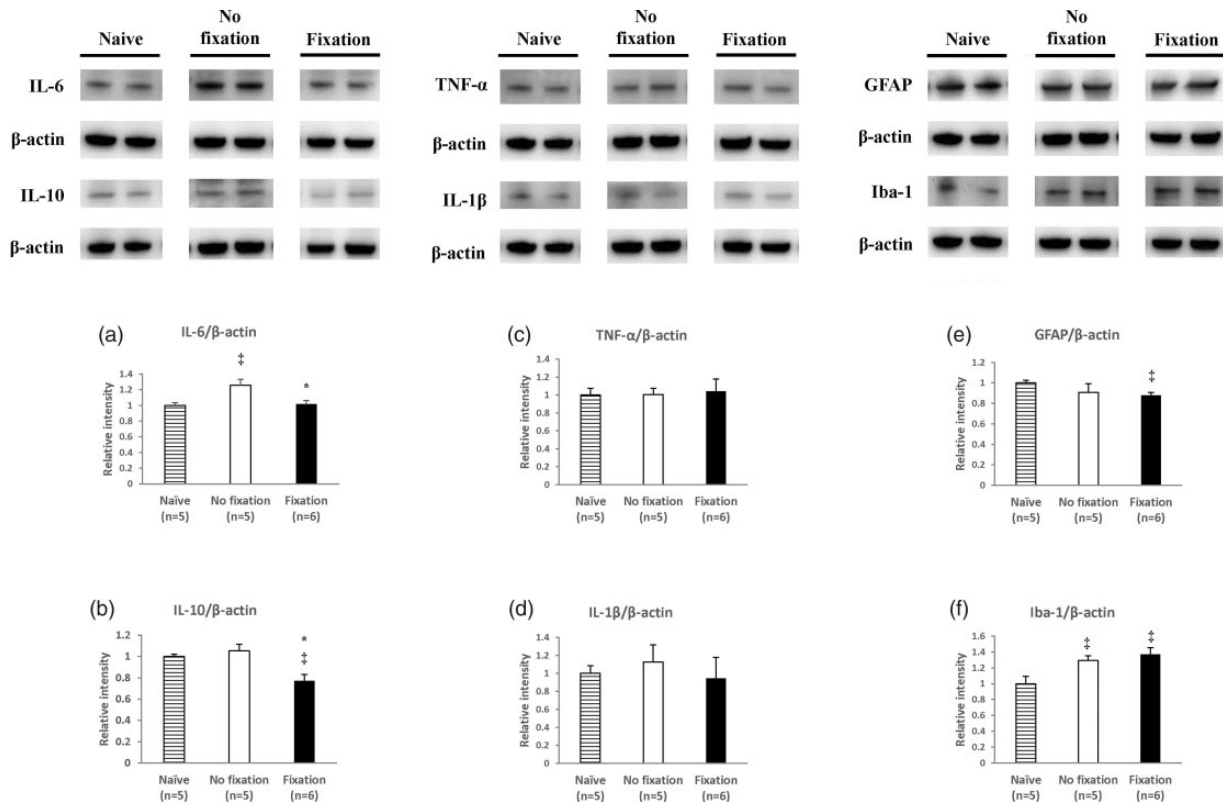 Naive
No
fixation
Fixation
IL-6
β-actin
IL-10
β-actin
Naive
No
fixation
Fixation
TNF-α
β-actin
IL-1β
β-actin
Naive
No
fixation
Fixation
GFAP
β-actin
Iba-1
β-actin
(a)
IL-6/β-actin
Relative intensity
1.4
1.2
1
0.8
0.6
0.4
0.2
0
‡
*
Naïve
(n=5)
No fixation
(n=5)
Fixation
(n=6)
(c)
TNF-α/β-actin
Relative intensity
1.4
1.2
1
0.8
0.6
0.4
0.2
0
Naïve
(n=5)
No fixation
(n=5)
Fixation
(n=6)
(e)
GFAP/β-actin
Relative intensity
1.2
1
0.8
0.6
0.4
0.2
0
‡
Naïve
(n=5)
No fixation
(n=5)
Fixation
(n=6)
(b)
IL-10/β-actin
Relative intensity
1.2
1
0.8
0.6
0.4
0.2
0
*
‡
Naïve
(n=5)
No fixation
(n=5)
Fixation
(n=6)
(d)
IL-1β/β-actin
Relative intensity
1.4
1.2
1
0.8
0.6
0.4
0.2
0
Naïve
(n=5)
No fixation
(n=5)
Fixation
(n=6)
(f)
Iba-1/β-actin
Relative intensity
1.6
1.4
1.2
1
0.8
0.6
0.4
0.2
0
‡
‡
Naïve
(n=5)
No fixation
(n=5)
Fixation
(n=6)